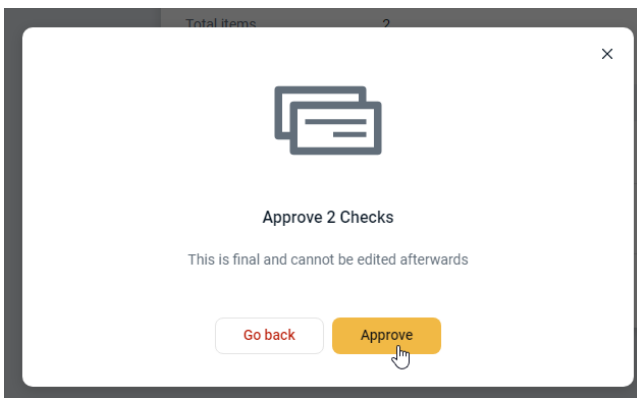 Total items 2
Approve 2 Checks
This is final and cannot be edited afterwards
Go back Approve